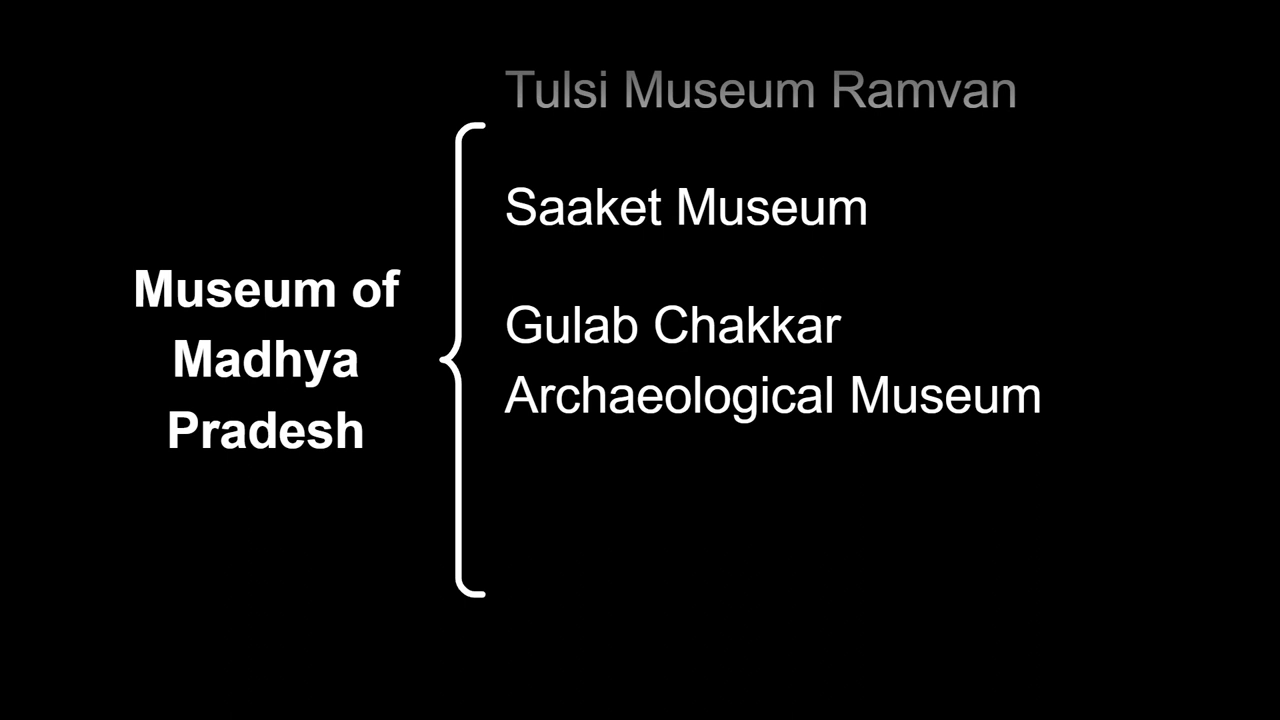 Tulsi Museum Ramvan
Saaket Museum
Museum of
Madhya
Pradesh
Gulab Chakkar
Archaeological Museum